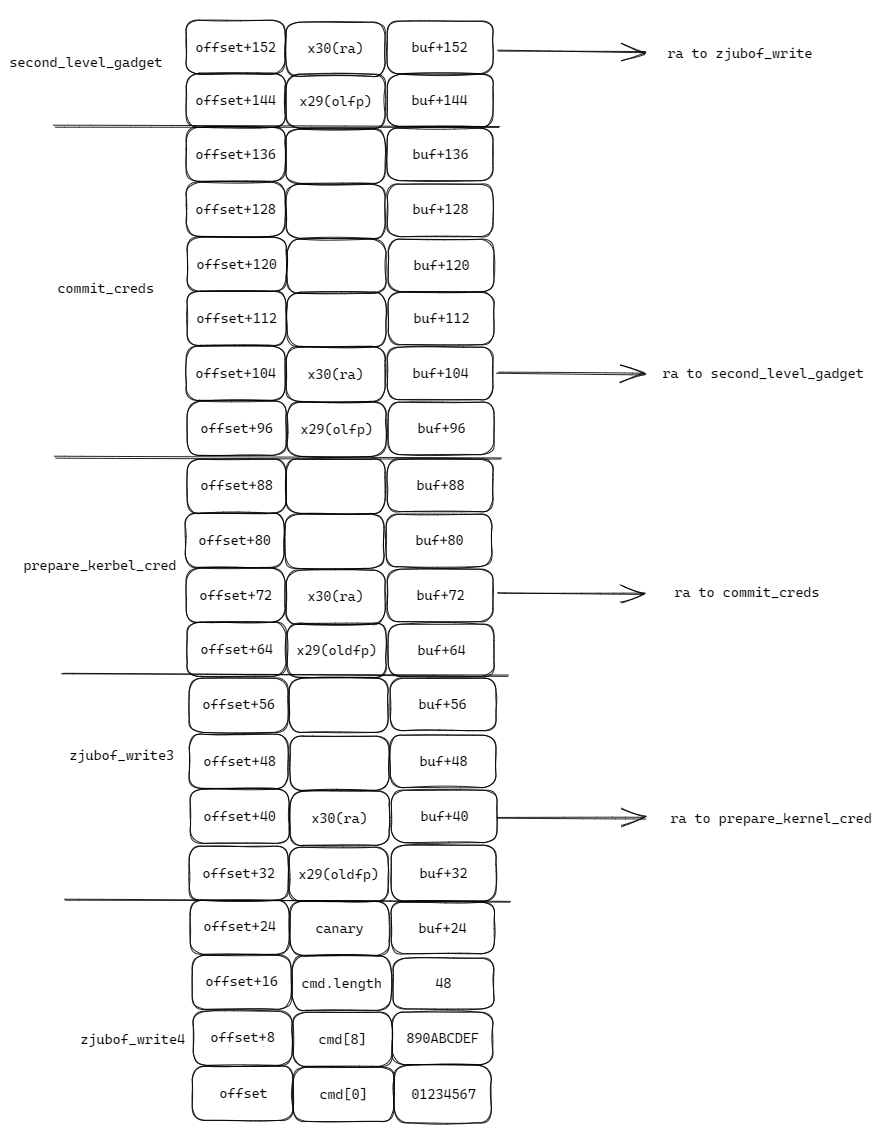 second_level_gadget
offset+152 x30(ra) buf+152 ra to zjubof_write
offset+144 x29(olfp) buf+144
offset+136 buf+136
offset+128 buf+128
offset+120 buf+120
commit_creds
offset+112 buf+112
offset+104 x30(ra) buf+104 ra to second_level_gadget
offset+96 x29(olfp) buf+96
offset+88 buf+88
offset+80 buf+80
prepare_kerbel_cred
offset+72 x30(ra) buf+72 ra to commit_creds
offset+64 x29(oldfp) buf+64
offset+56 buf+56
zjubof_write3
offset+48 buf+48
offset+40 x30(ra) buf+40 ra to prepare_kernel_cred
offset+32 x29(oldfp) buf+32
offset+24 canary buf+24
offset+16 cmd.length 48
zjubof_write4 offset+8 cmd[8] 890ABCDEF
offset cmd[0] 01234567